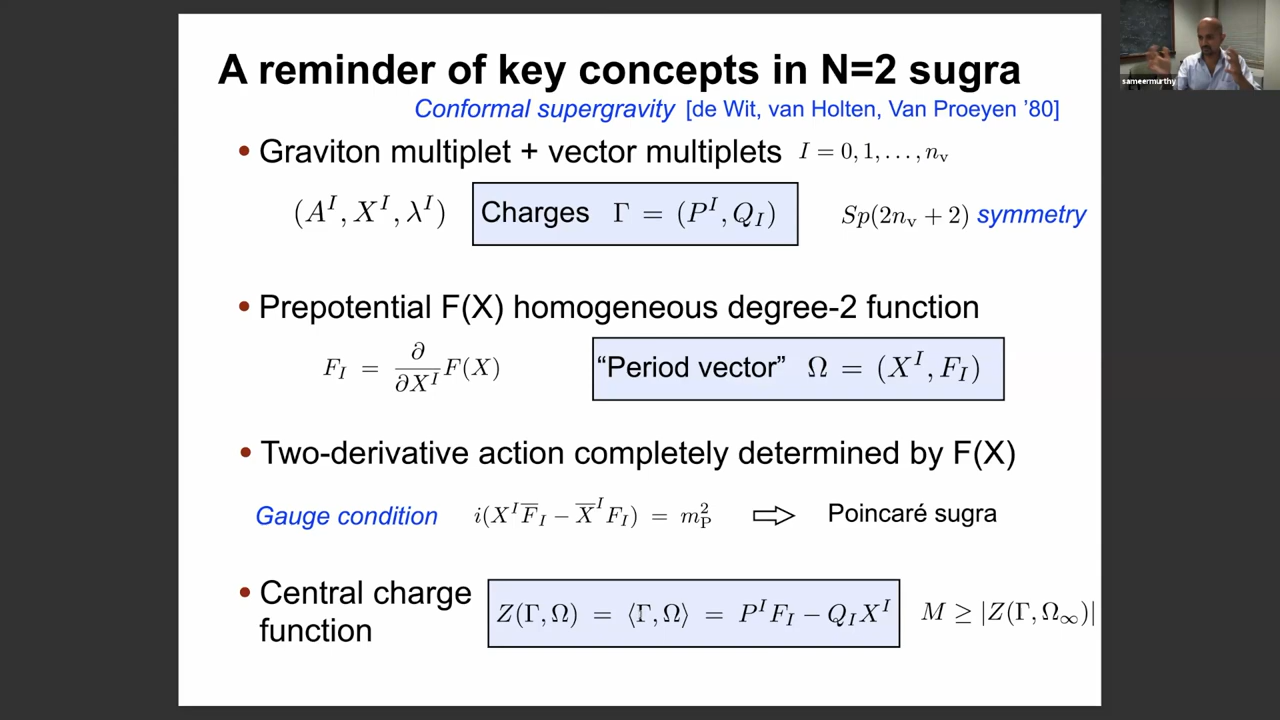 A reminder of key concepts in N=2 sugra
Conformal supergravity [de Wit, van Holten, Van Proeyen '80]
• Graviton multiplet + vector multiplets I = 0, 1, . . . , n_v
(A^I, X^I, λ^I) Charges Γ = (P^I, Q_I) Sp(2n_v + 2) symmetry
• Prepotential F(X) homogeneous degree-2 function
F_I = ∂/∂X^I F(X) "Period vector" Ω = (X^I, F_I)
• Two-derivative action completely determined by F(X)
Gauge condition i(X^I F̅_I − X̅^I F_I) = m_P^2 ⇨ Poincaré sugra
• Central charge
function
Z(Γ, Ω) = ⟨Γ, Ω⟩ = P^I F_I − Q_I X^I M ≥ |Z(Γ, Ω_∞)|
sameermurthy